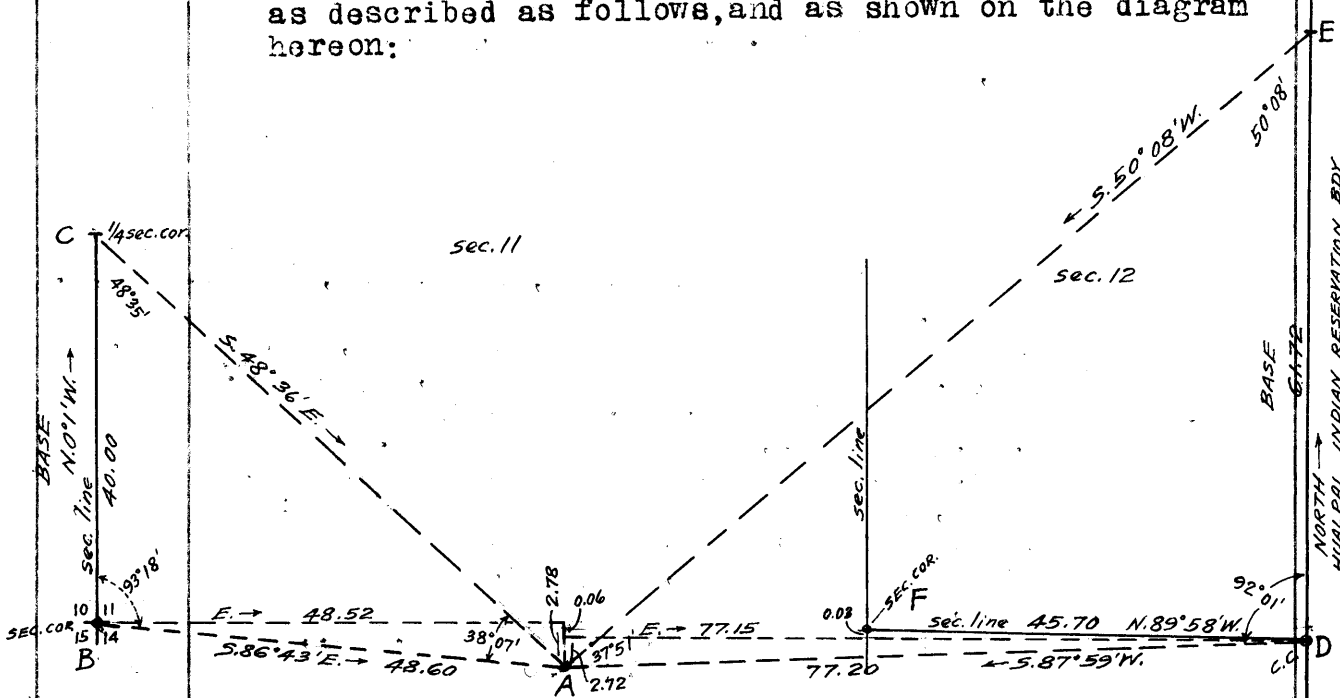 as described as follows,and as shown on the diagram
hereon:
E
50°08'
S.50°08'W.
C 1/4 sec.cor.
sec.11
sec.12
48°35'
S.48°36'E.
BASE
N.0°1'W.
sec. line
40.00
BASE
61.72
NORTH
HUALPAI INDIAN RESERVATION BDY.
sec. line
93°18'
92°01'
SEC.COR.
F
0.03
2.78
0.06
10 11
15 14
SEC.COR.
B
E. 48.52
38°07'
S.86°43'E. 48.60
37°51'
E. 77.15
sec. line 45.70 N.89°58'W.
77.20
S.87°59'W.
C.C.
D
A
2.72